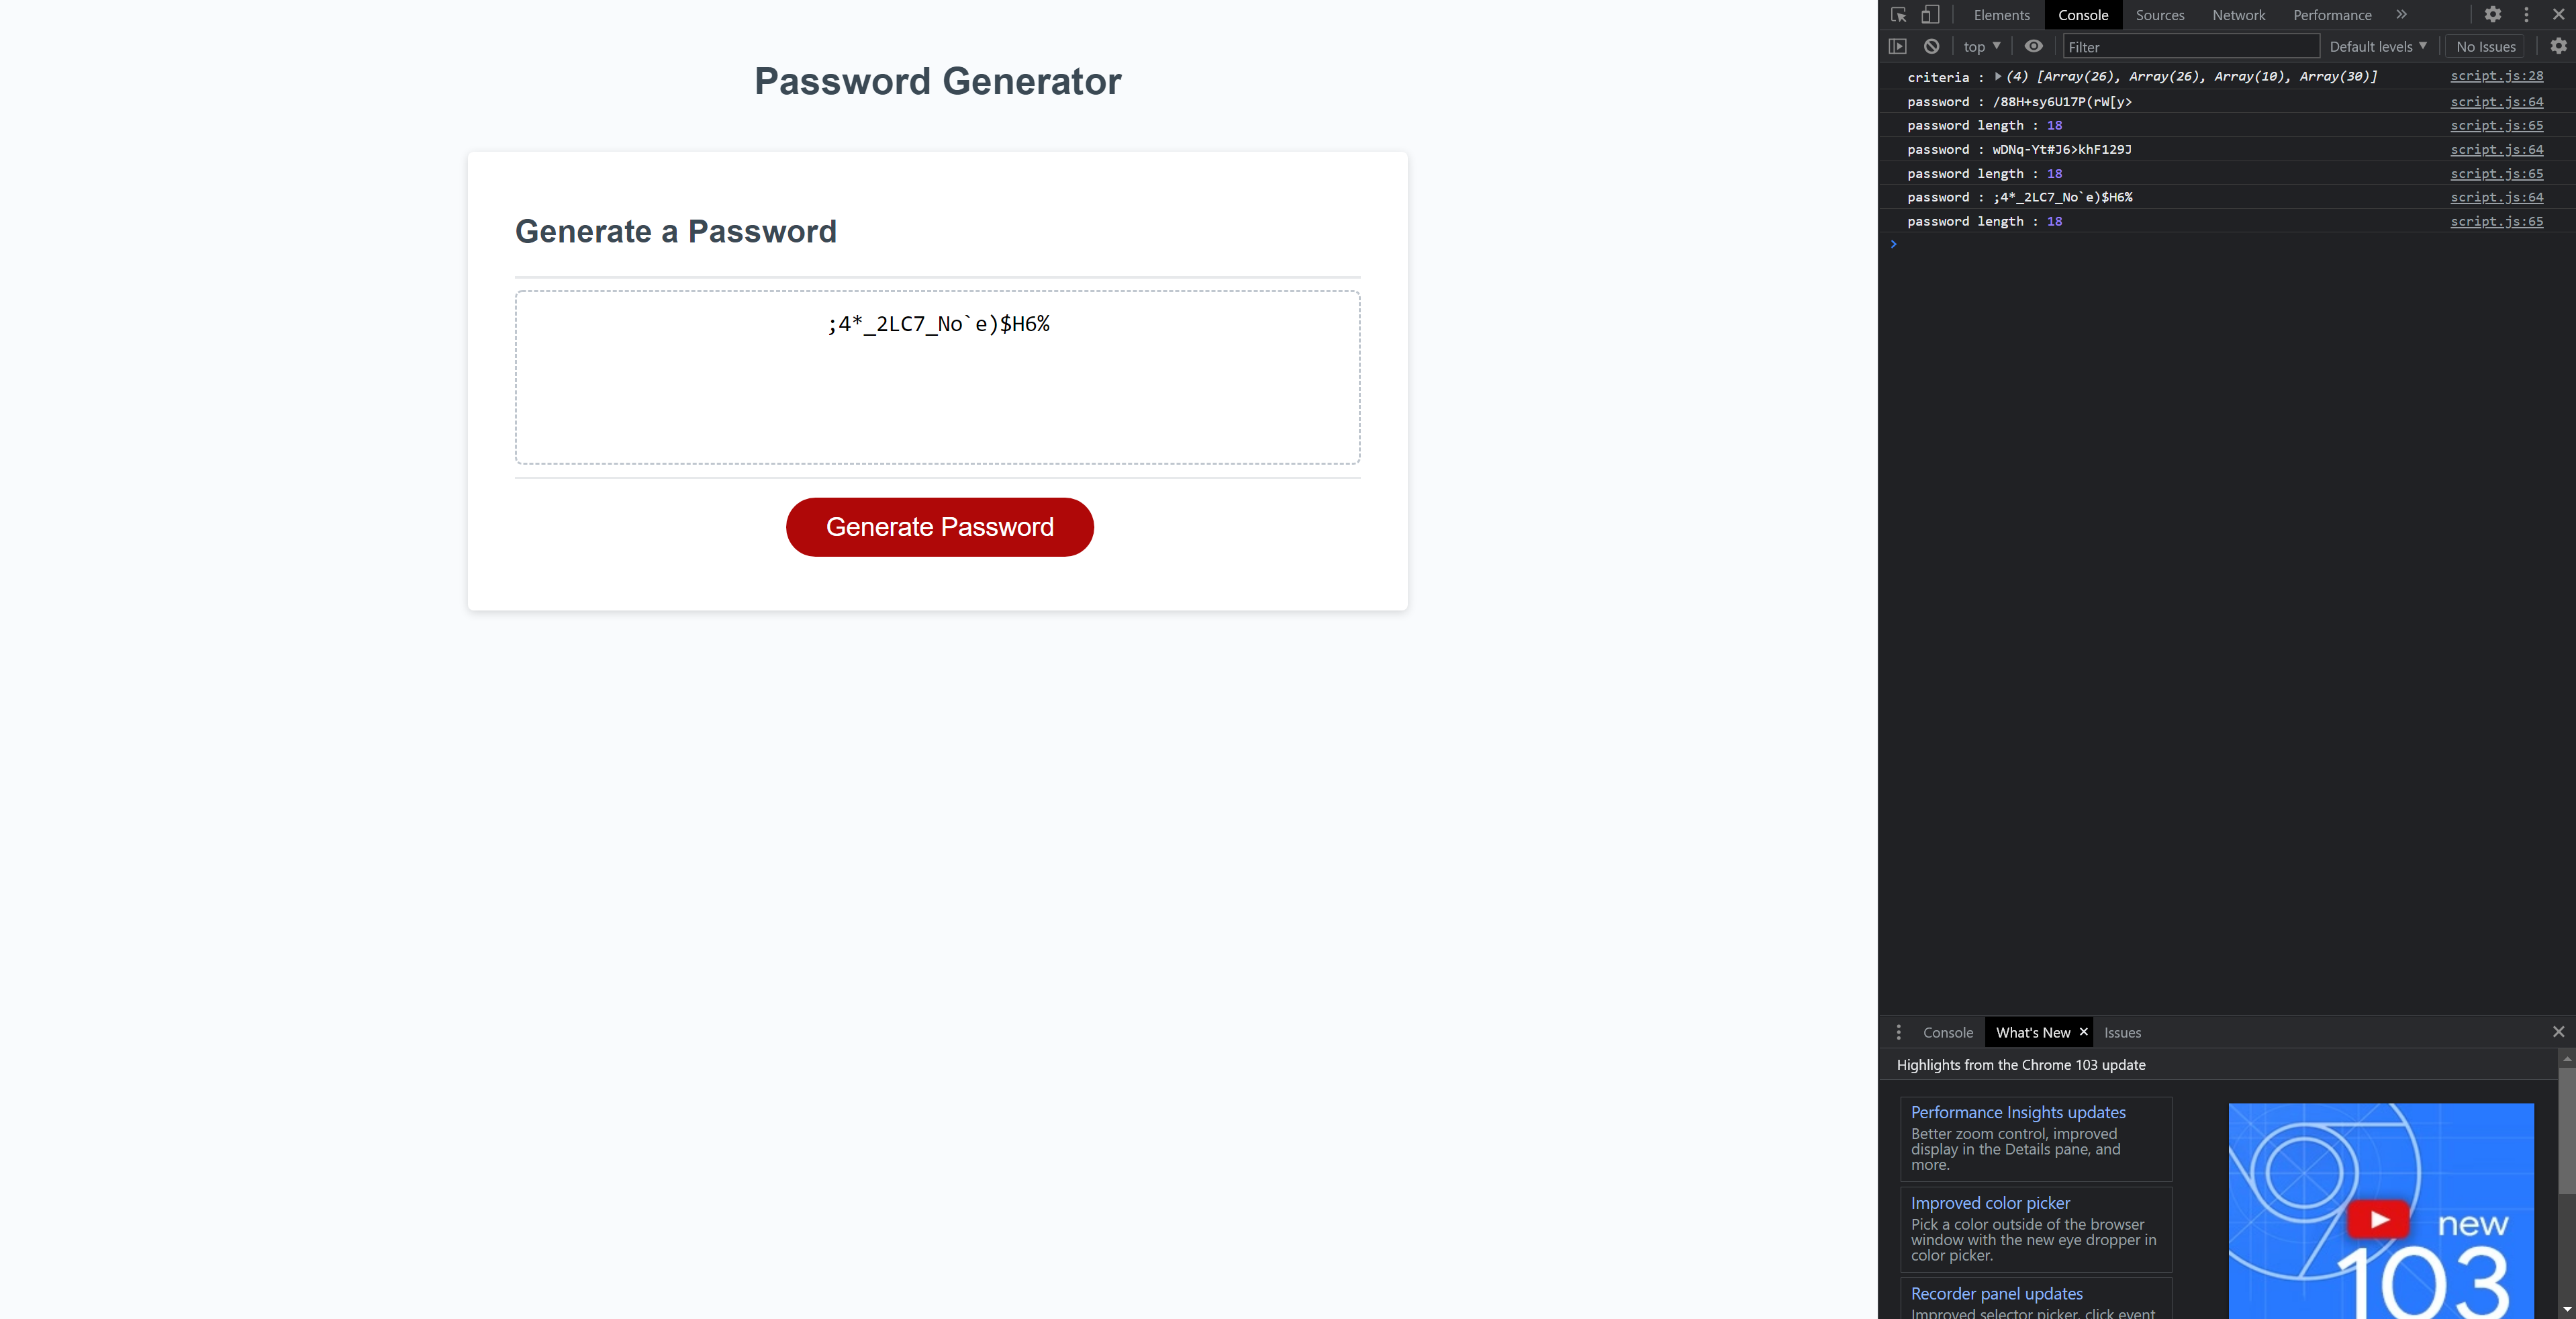 Password Generator
Generate a Password
;4*_2LC7_No`e)$H6%
Generate Password
Elements Console Sources Network Performance
top Filter Default levels No Issues
criteria : (4) [Array(26), Array(26), Array(10), Array(30)] script.js:28
password : /88H+sy6U17P(rW[y> script.js:64
password length : 18 script.js:65
password : wDNq-Yt#J6>khF129J script.js:64
password length : 18 script.js:65
password : ;4*_2LC7_No`e)$H6% script.js:64
password length : 18 script.js:65
Console What's New Issues
Highlights from the Chrome 103 update
Performance Insights updates
Better zoom control, improved
display in the Details pane, and
more.
Improved color picker
Pick a color outside of the browser
window with the new eye dropper in
color picker.
Recorder panel updates
Improved selector picker, click event
new
103